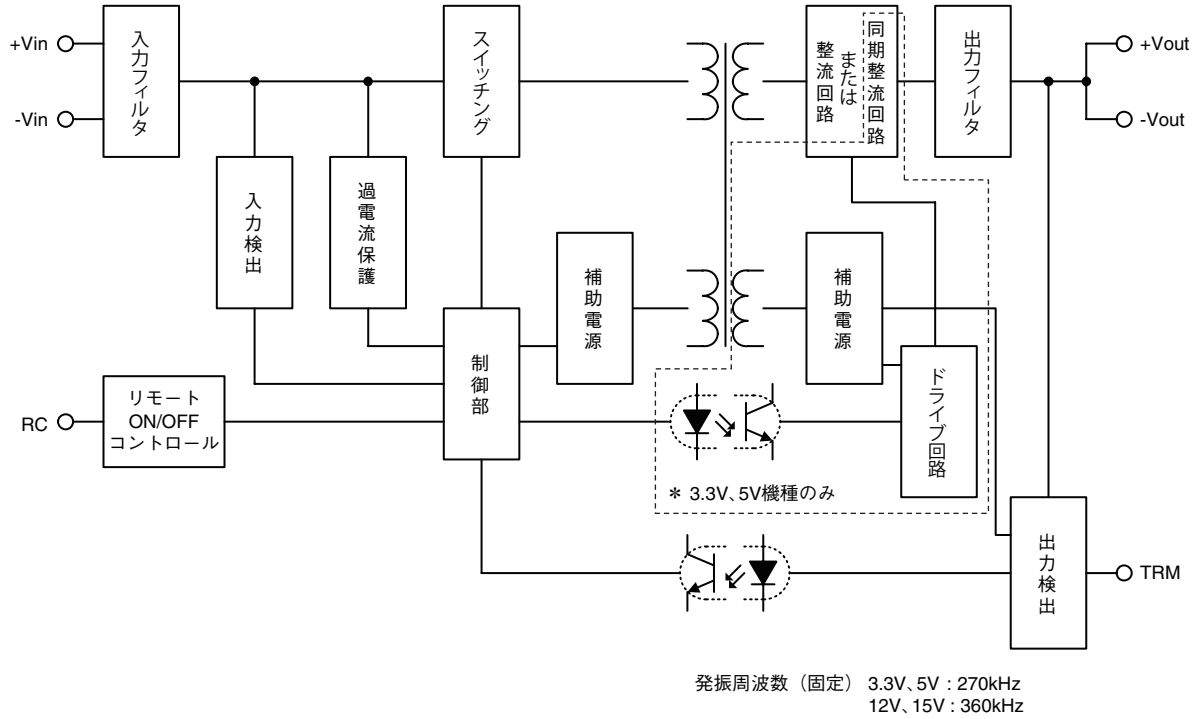 +Vin
-Vin
入力フィルタ
スイッチング
整流回路
または
同期整流回路
出力フィルタ
+Vout
-Vout
入力検出
過電流保護
補助電源
補助電源
制御部
ドライブ回路
RC
リモート
ON/OFF
コントロール
* 3.3V、5V機種のみ
出力検出
TRM
発振周波数（固定） 3.3V、5V : 270kHz
12V、15V : 360kHz